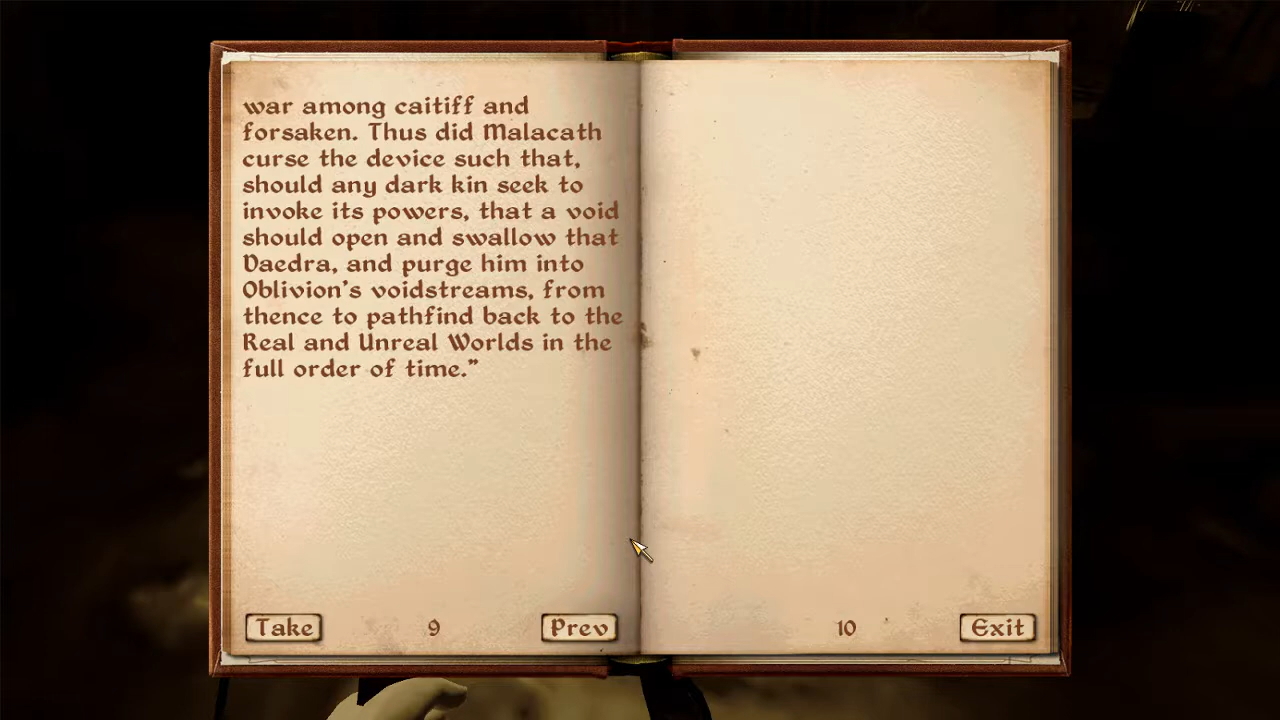 war among caitiff and
forsaken. Thus did Malacath
curse the device such that,
should any dark kin seek to
invoke its powers, that a void
should open and swallow that
Daedra, and purge him into
Oblivion's voidstreams, from
thence to pathfind back to the
Real and Unreal Worlds in the
full order of time."
Take 9 Prev 10 Exit